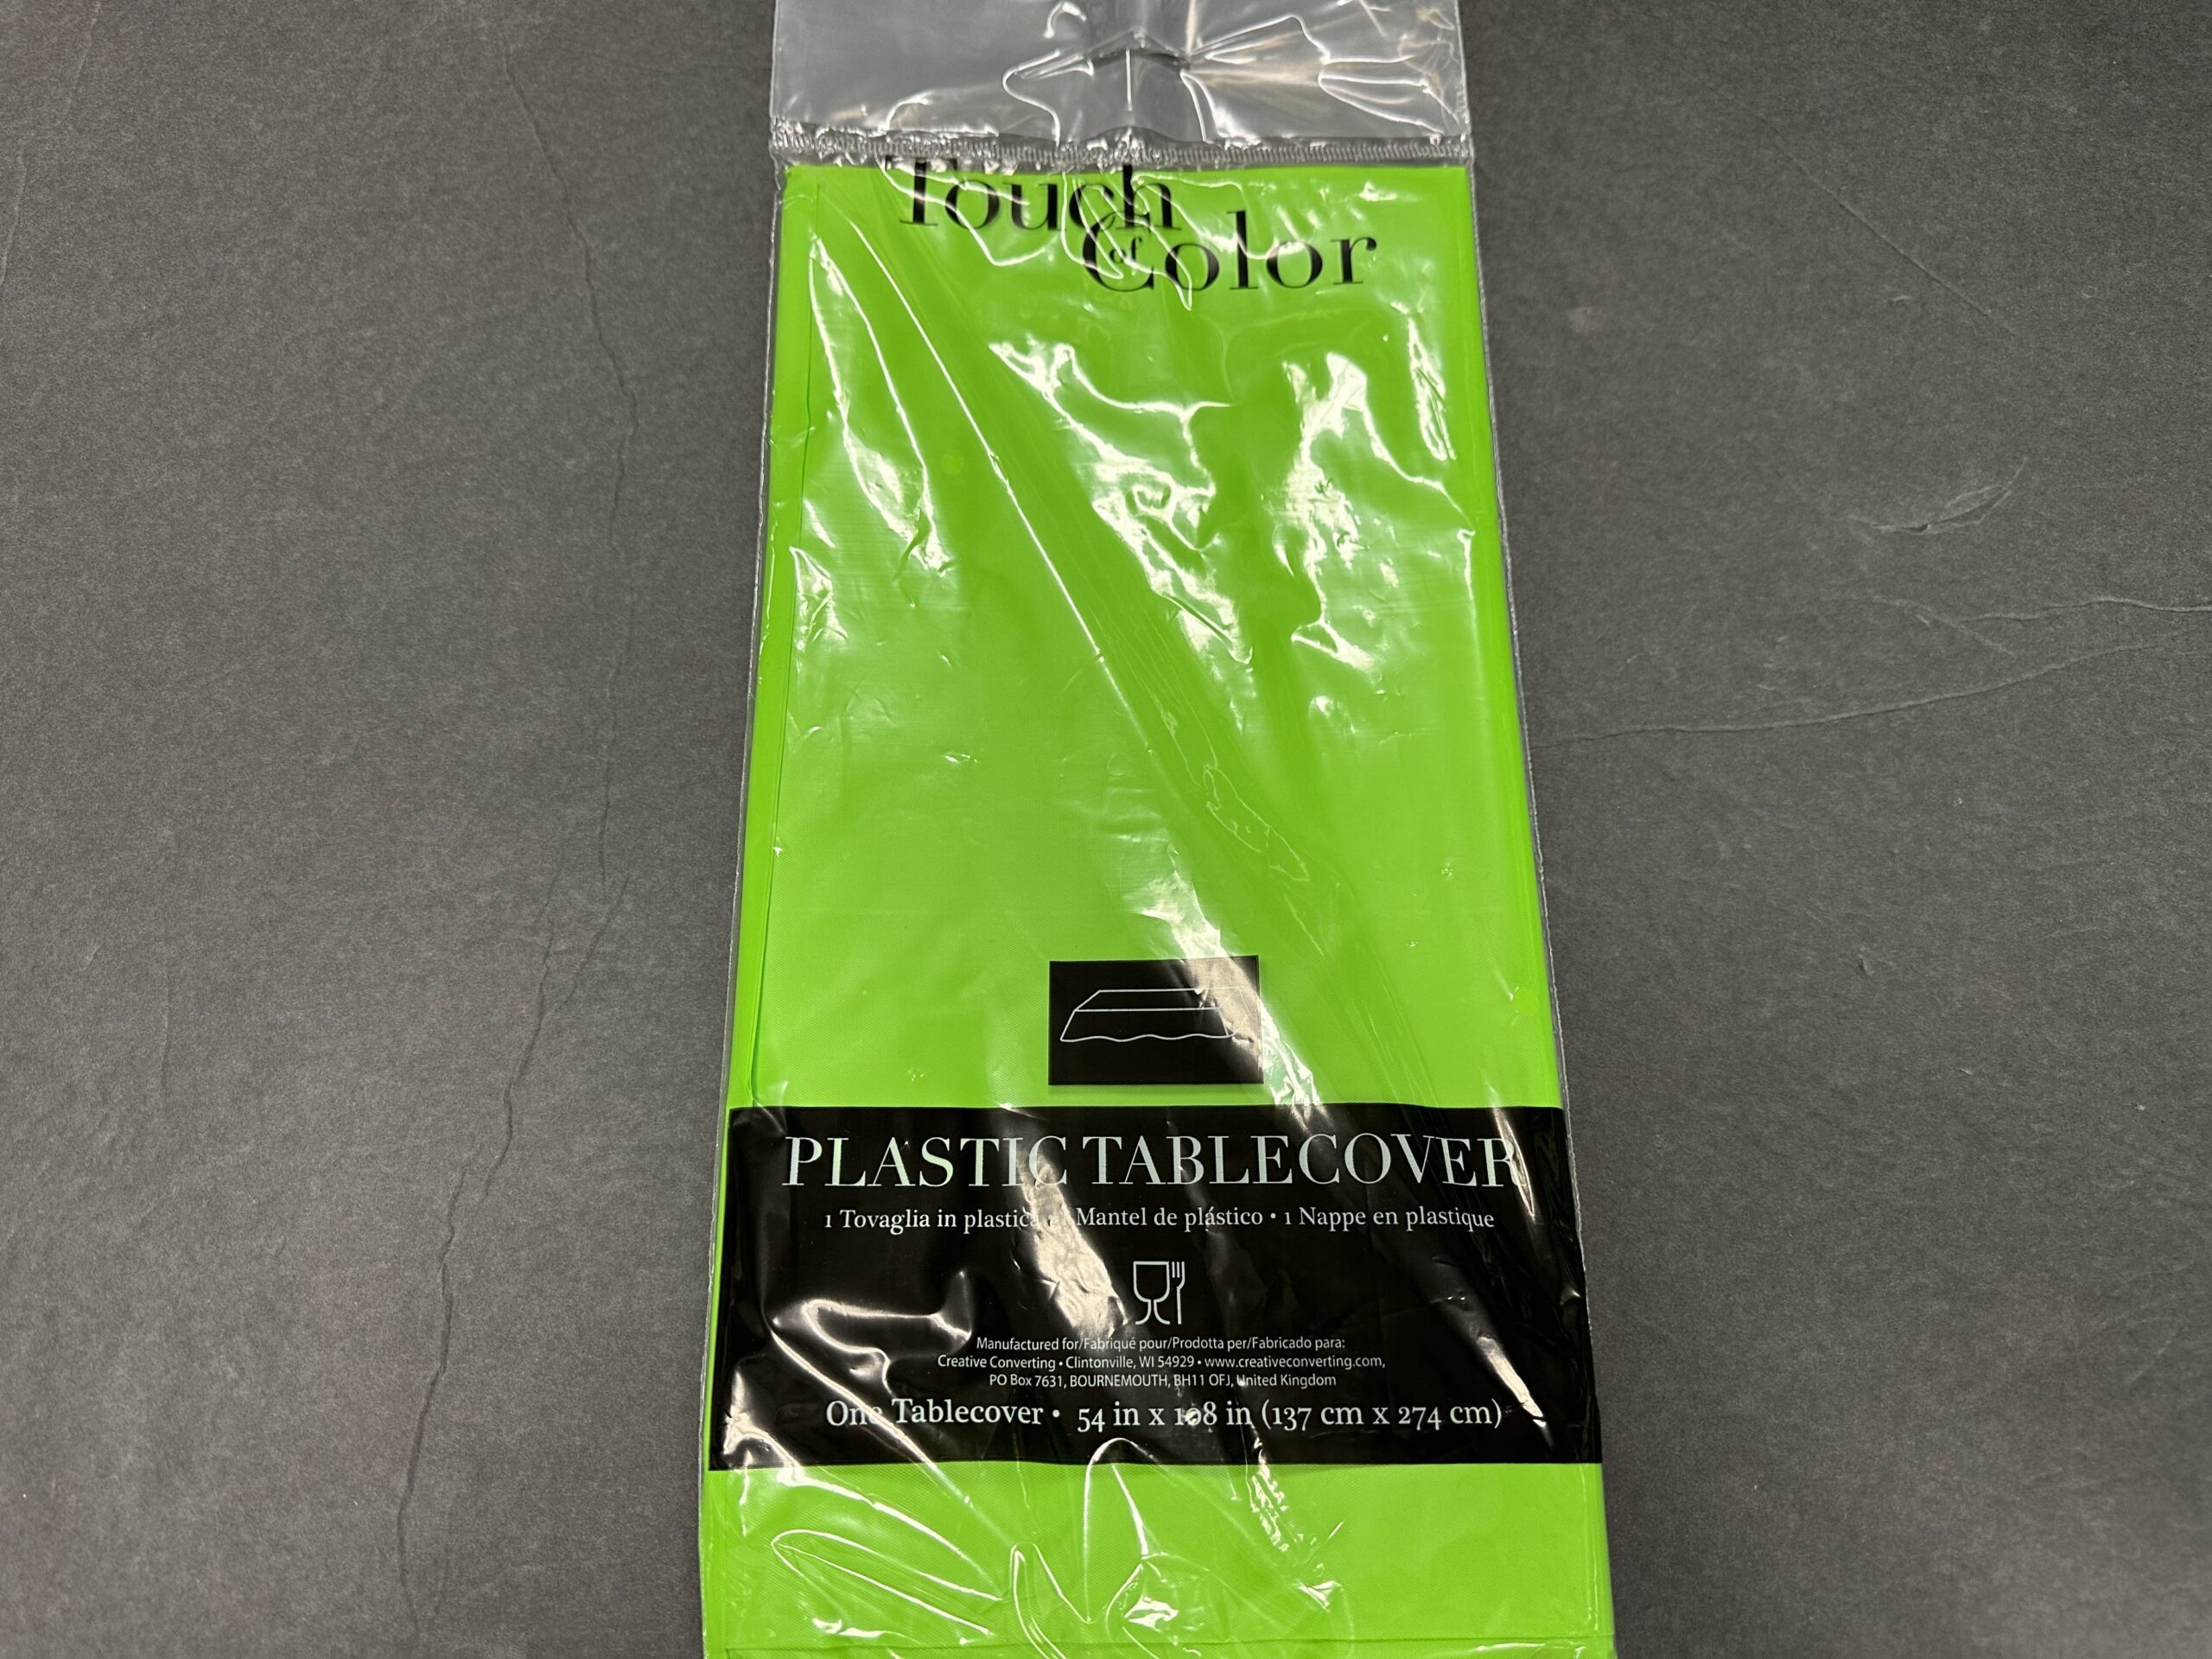 Touch
of
Color
PLASTIC TABLECOVER
1 Tovaglia in plastica • Mantel de plástico • 1 Nappe en plastique
Manufactured for/Fabriqué pour/Prodotta per/Fabricado para:
Creative Converting • Clintonville, WI 54929 • www.creativeconverting.com,
PO Box 7631, BOURNEMOUTH, BH11 OFJ, United Kingdom
One Tablecover • 54 in x 108 in (137 cm x 274 cm)